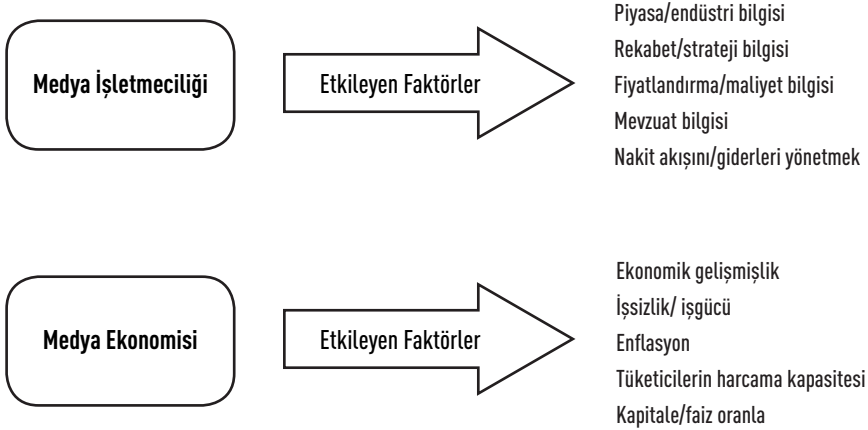 Medya İşletmeciliği
Etkileyen Faktörler
Piyasa/endüstri bilgisi
Rekabet/strateji bilgisi
Fiyatlandırma/maliyet bilgisi
Mevzuat bilgisi
Nakit akışını/giderleri yönetmek
Medya Ekonomisi
Etkileyen Faktörler
Ekonomik gelişmişlik
İşsizlik/ işgücü
Enflasyon
Tüketicilerin harcama kapasitesi
Kapitale/faiz oranla